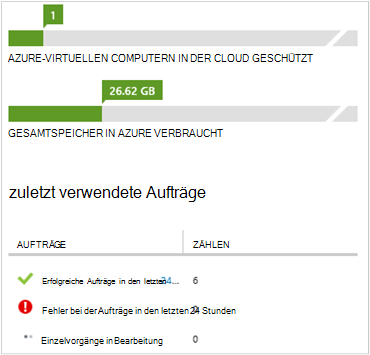 1
AZURE-VIRTUELLEN COMPUTERN IN DER CLOUD GESCHÜTZT
26.62 GB
GESAMTSPEICHER IN AZURE VERBRAUCHT
zuletzt verwendete Aufträge
AUFTRÄGE ZÄHLEN
Erfolgreiche Aufträge in den letzten 24... 6
Fehler bei der Aufträge in den letzten 24 Stunden
Einzelvorgänge in Bearbeitung 0